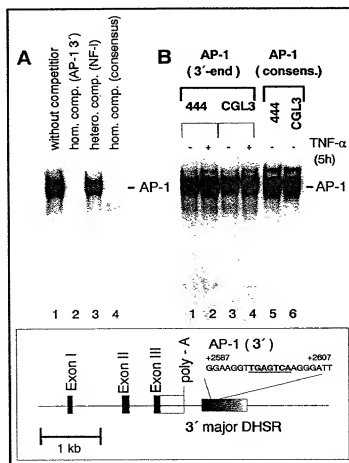 A
without competitior
hom. comp. (AP-1 3´)
hetero. comp. (NF-I)
hom. comp. (consensus)
– AP-1
1 2 3 4
B
AP-1 AP-1
(3´-end) (consens.)
444 CGL3 444 CGL3
- + - + - - TNF-α
(5h)
– AP-1
1 2 3 4 5 6
Exon I
Exon II
Exon III
poly - A
AP-1 (3´)
+2587 +2607
GGAAGGTTGAGTCAAGGGATT
3´ major DHSR
1 kb